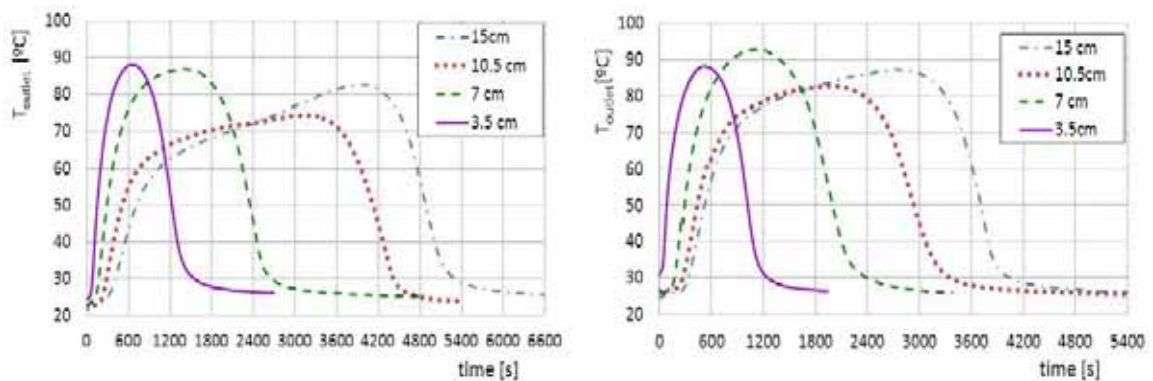 T_outlet [ºC]
100
90
80
70
60
50
40
30
20
15cm
10.5 cm
7 cm
3.5 cm
0 600 1200 1800 2400 3000 3600 4200 4800 5400 6000 6600
time [s]
T_outlet [ºC]
100
90
80
70
60
50
40
30
20
15 cm
10.5cm
7 cm
3.5cm
0 600 1200 1800 2400 3000 3600 4200 4800 5400
time [s]